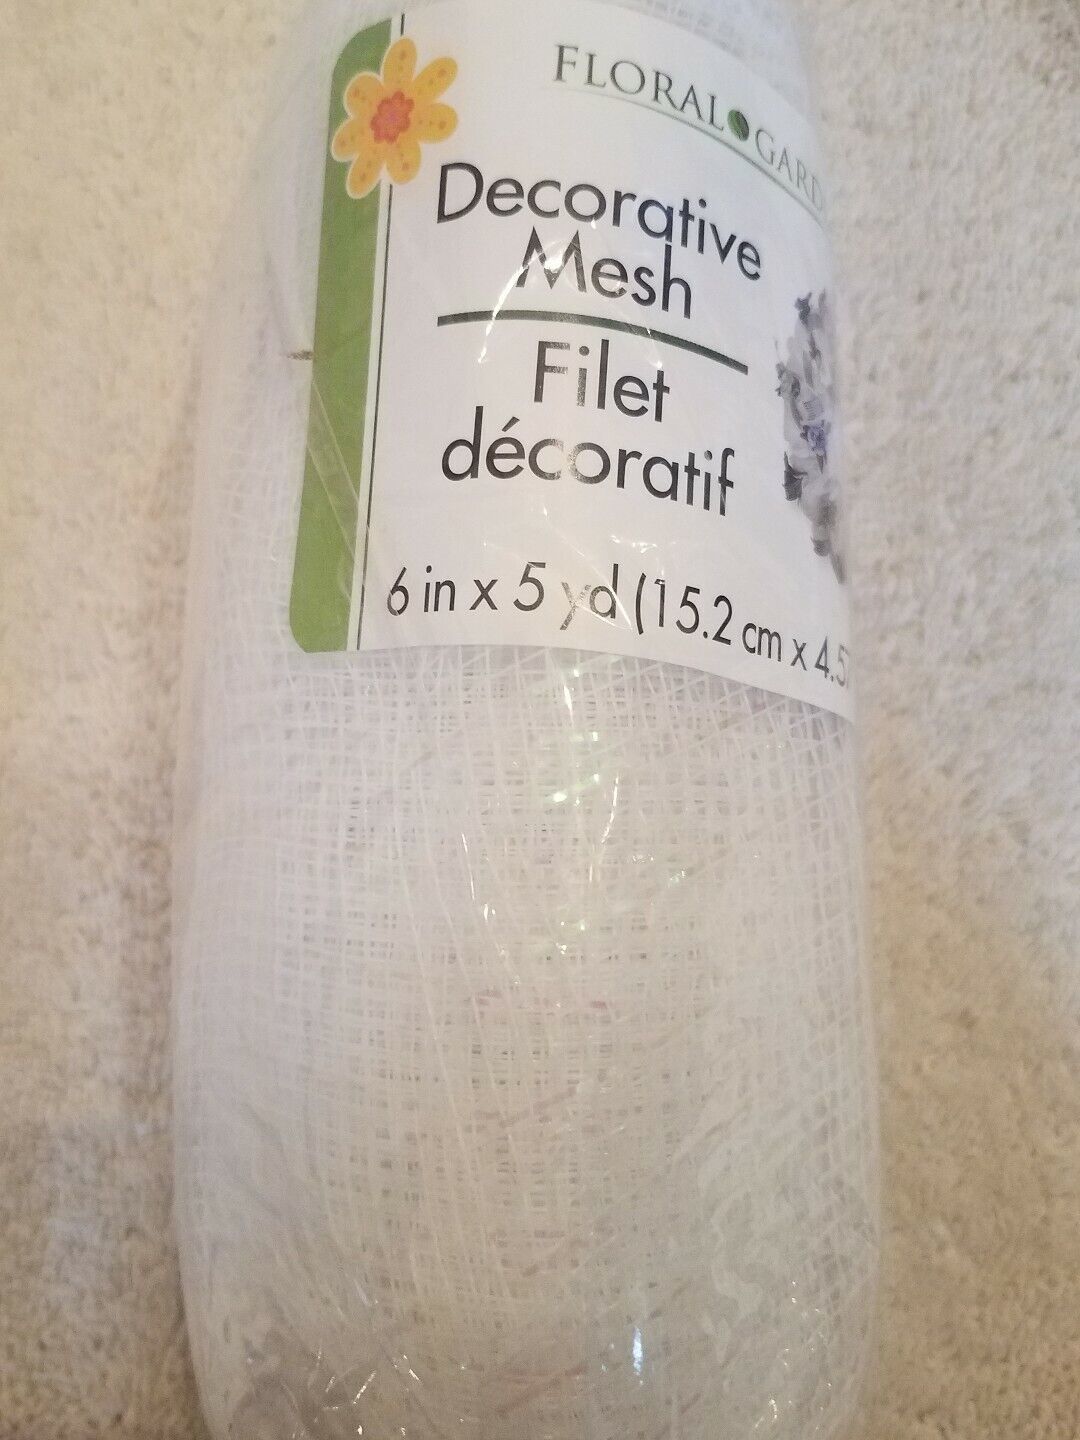 FLORAL GARD
Decorative
Mesh
Filet
décoratif
6 in x 5 yd (15.2 cm x 4.5